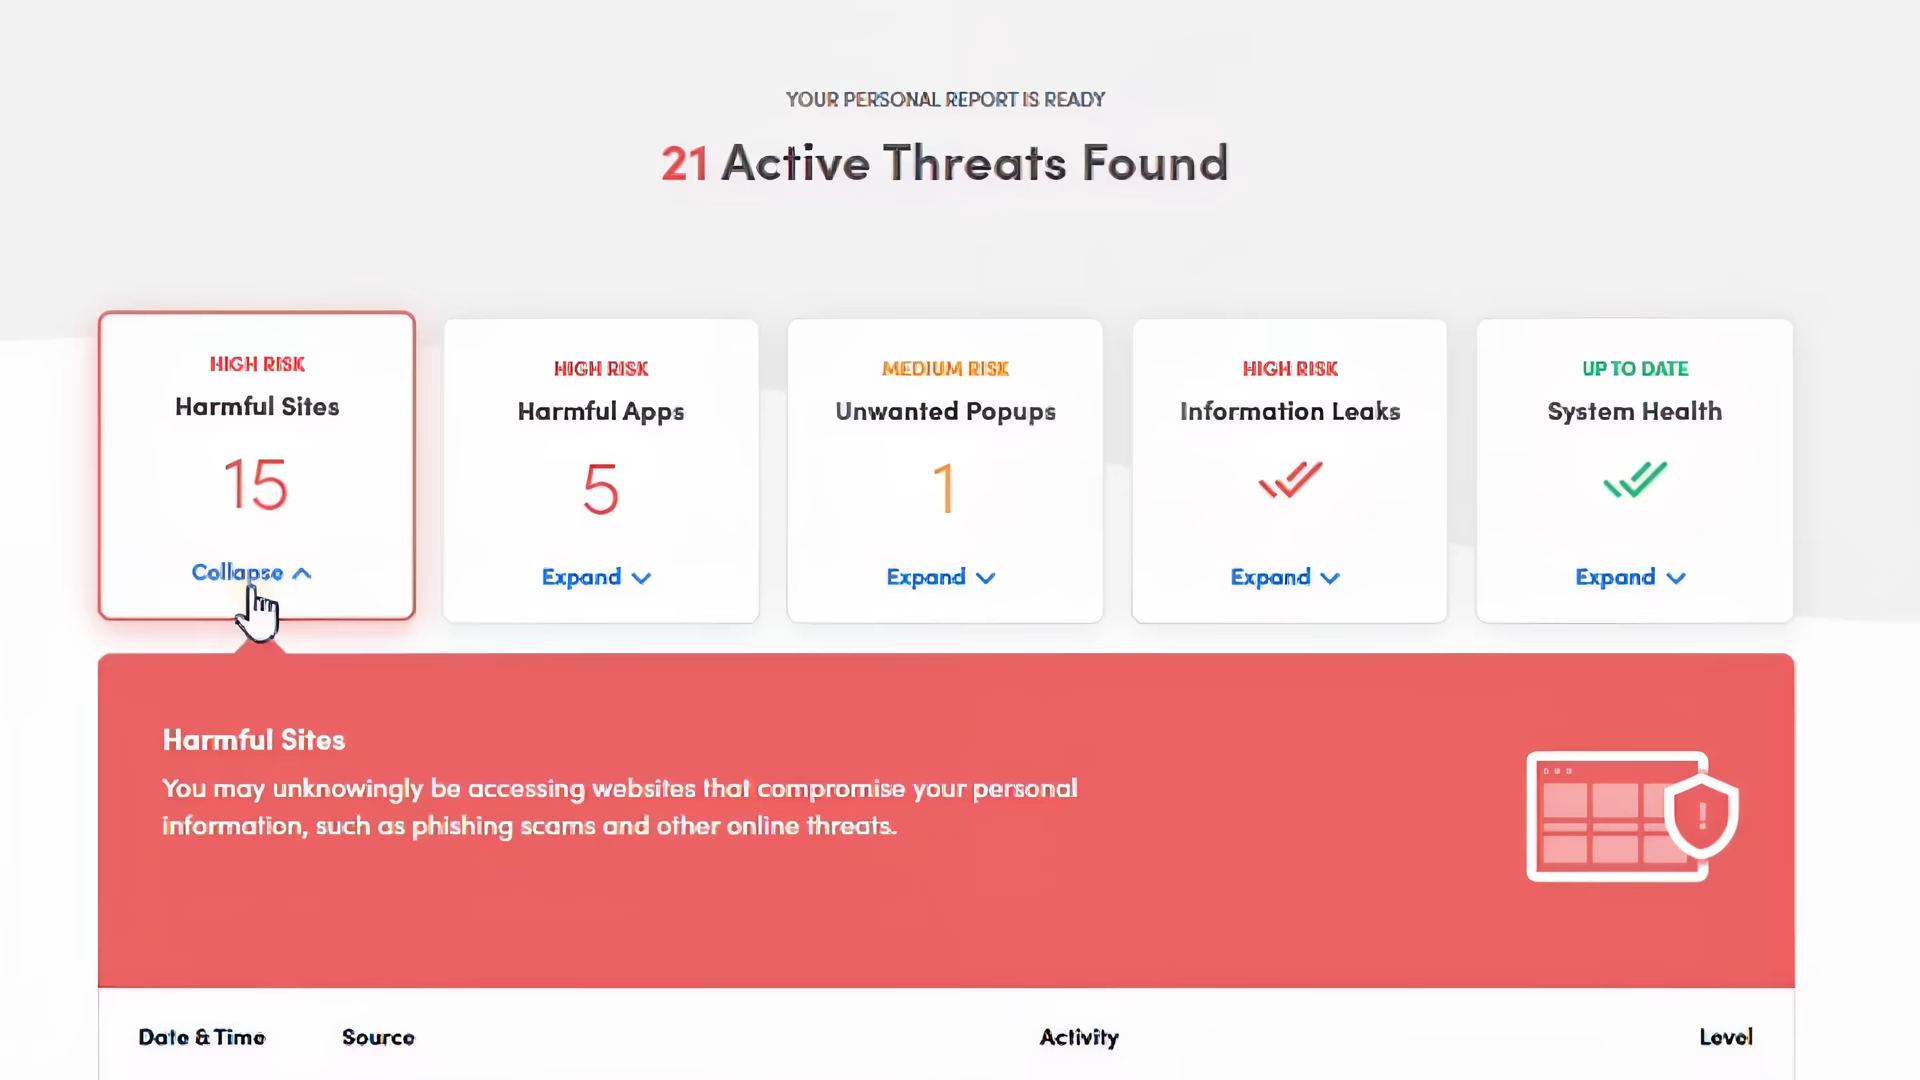 YOUR PERSONAL REPORT IS READY
21 Active Threats Found
HIGH RISK
Harmful Sites
15
Collapse
HIGH RISK
Harmful Apps
5
Expand
MEDIUM RISK
Unwanted Popups
1
Expand
HIGH RISK
Information Leaks
Expand
UP TO DATE
System Health
Expand
Harmful Sites
You may unknowingly be accessing websites that compromise your personal
information, such as phishing scams and other online threats.
Date & Time Source Activity Level